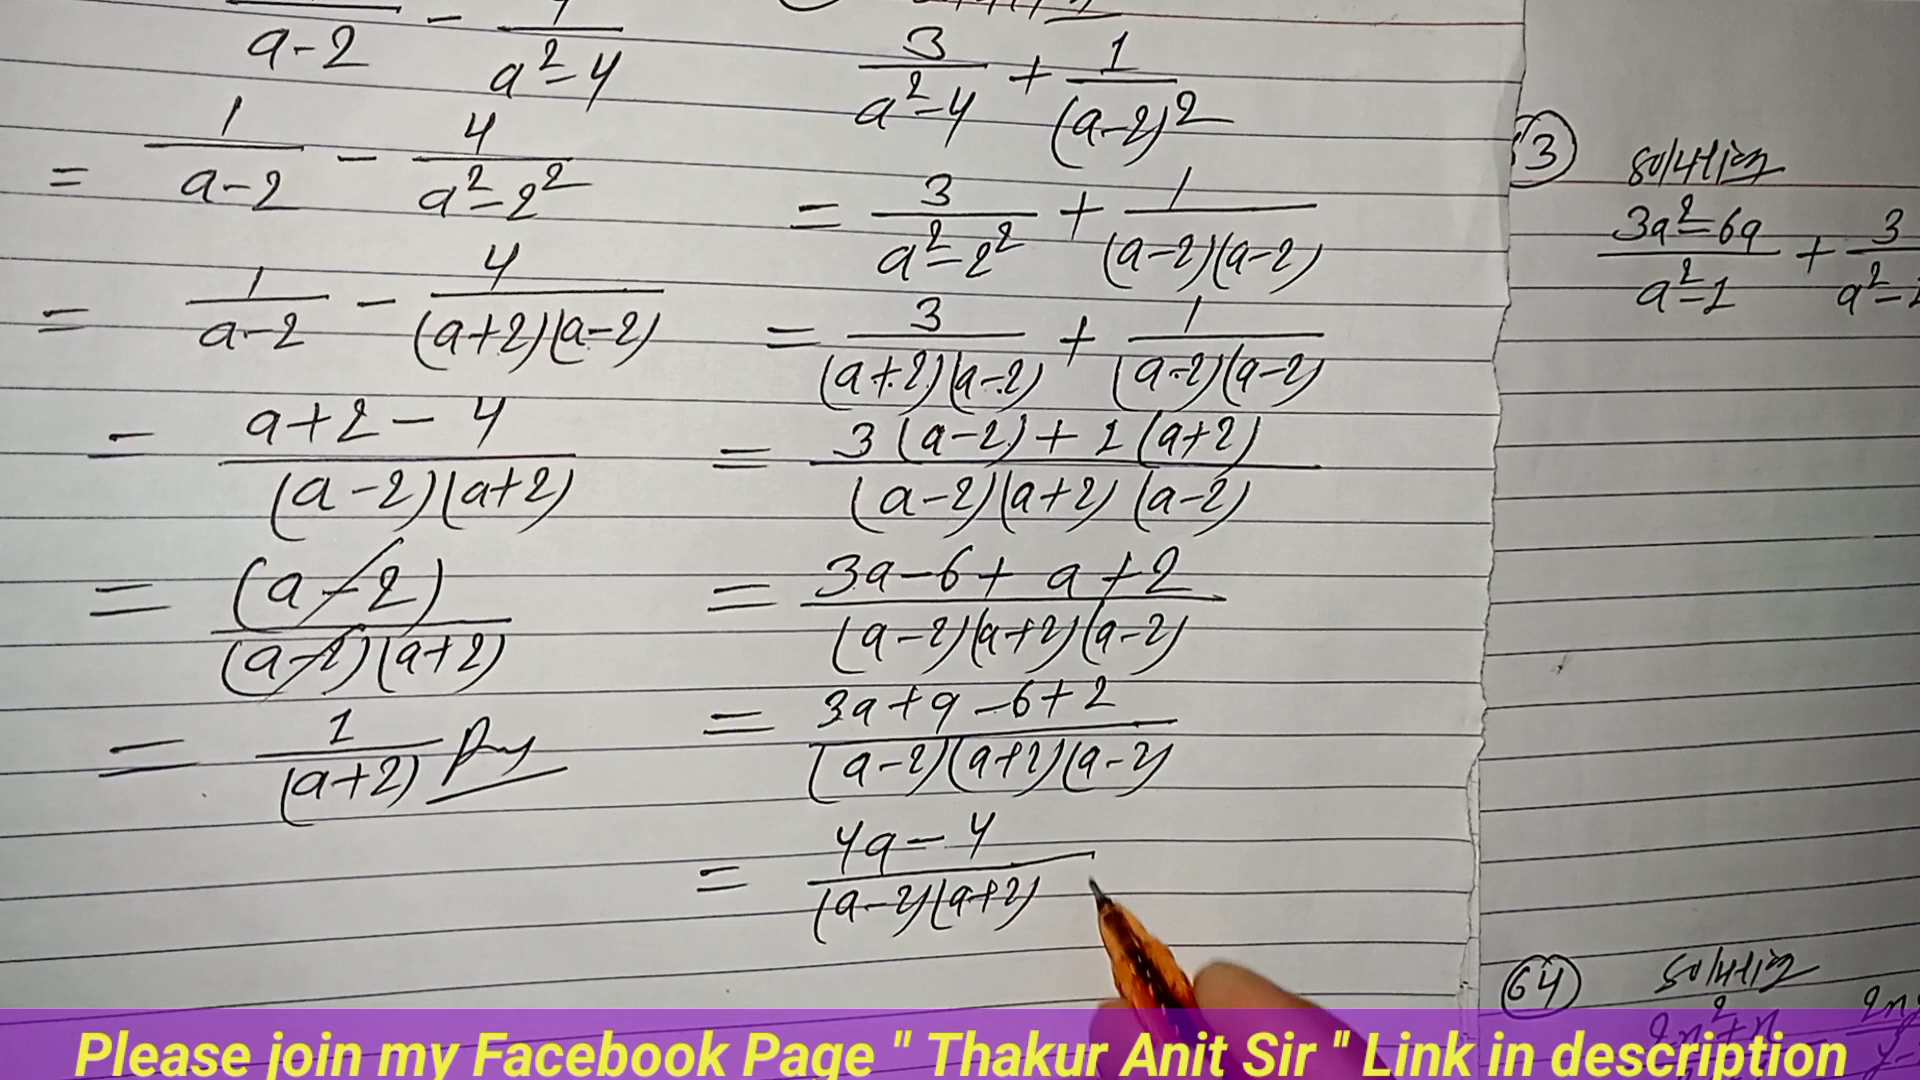 a-2 - a²-4
= 1/(a-2) - 4/(a²-2²)
= 1/(a-2) - 4/((a+2)(a-2))
= (a+2-4)/((a-2)(a+2))
= (a-2)/((a-2)(a+2))
= 1/(a+2)
3/(a²-4) + 1/(a-2)²
= 3/(a²-2²) + 1/((a-2)(a-2))
= 3/((a+2)(a-2)) + 1/((a-2)(a-2))
= (3(a-2)+1(a+2))/((a-2)(a+2)(a-2))
= (3a-6+a+2)/((a-2)(a+2)(a-2))
= (3a+a-6+2)/((a-2)(a+2)(a-2))
= (4a-4)/((a-2)(a+2)
3 solution
(3a²-6a)/(a²-1) + 3/(a²-
64 solution
Please join my Facebook Page " Thakur Anit Sir " Link in description